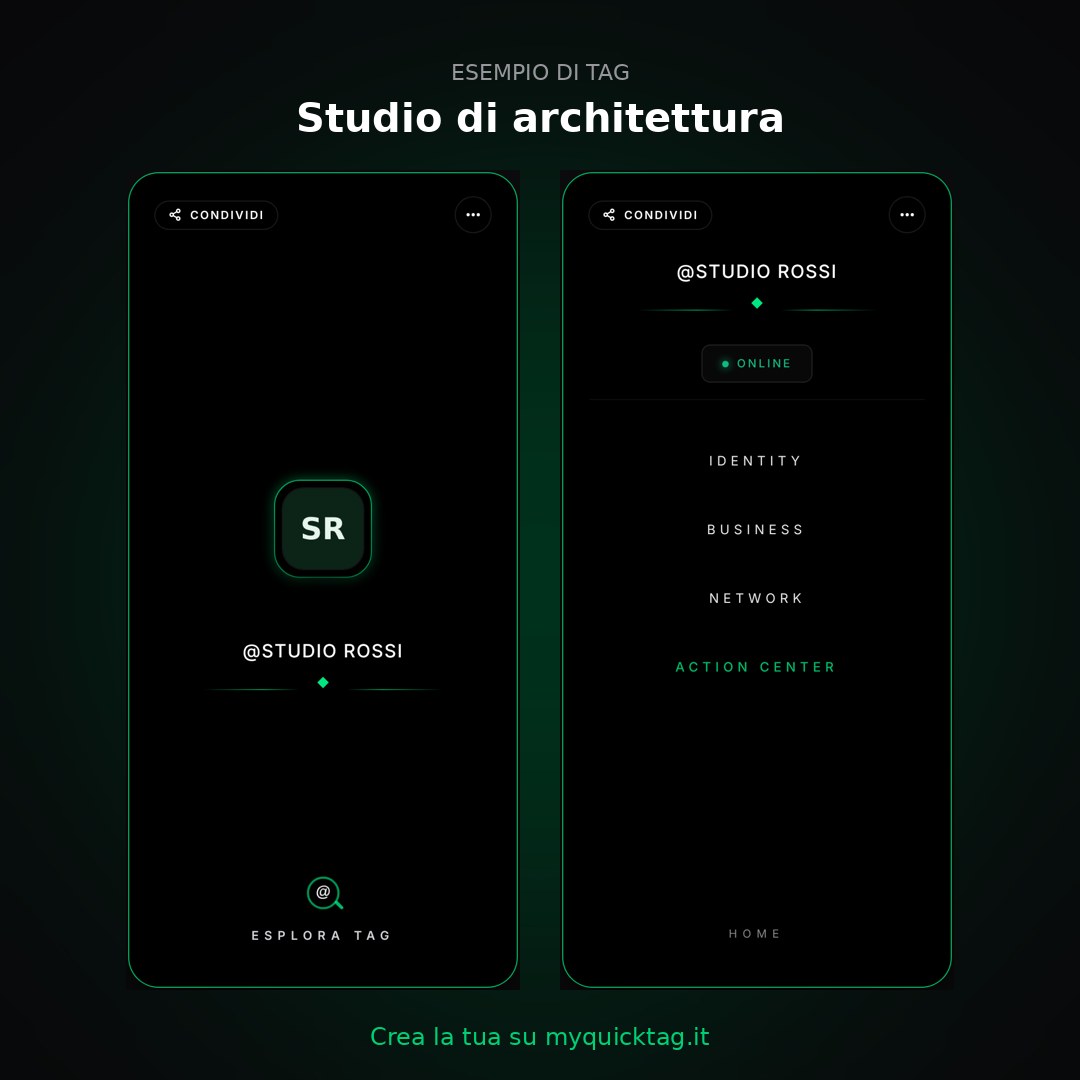 ESEMPIO DI TAG
Studio di architettura
CONDIVIDI
SR
@STUDIO ROSSI
@
ESPLORA TAG
CONDIVIDI
@STUDIO ROSSI
ONLINE
IDENTITY
BUSINESS
NETWORK
ACTION CENTER
HOME
Crea la tua su myquicktag.it